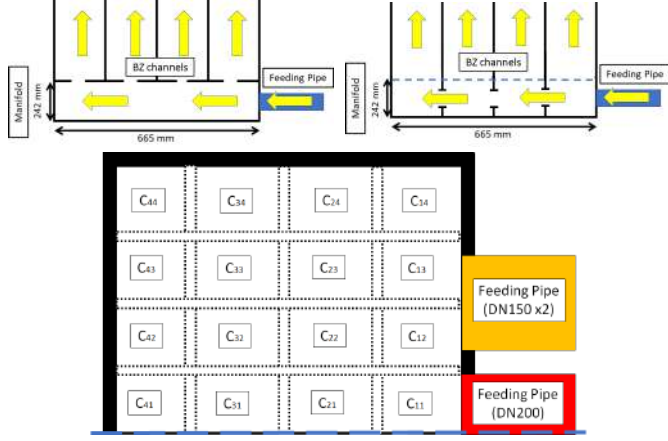 BZ channels
Feeding Pipe
Manifold
242 mm
665 mm
BZ channels
Feeding Pipe
Manifold
242 mm
665 mm
C44 C34 C24 C14
C43 C33 C23 C13
C42 C32 C22 C12
C41 C31 C21 C11
Feeding Pipe
(DN150 x2)
Feeding Pipe
(DN200)